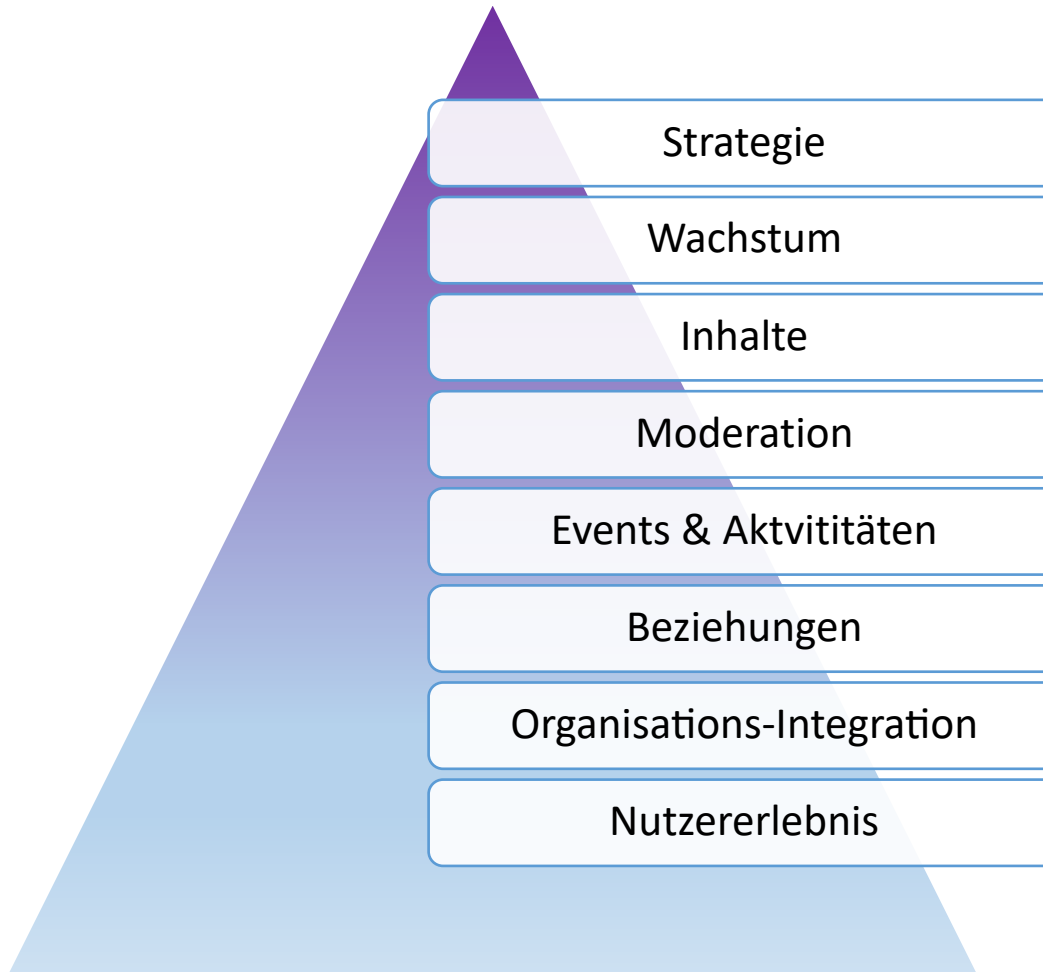 Strategie
Wachstum
Inhalte
Moderation
Events & Aktvititäten
Beziehungen
Organisations-Integration
Nutzererlebnis